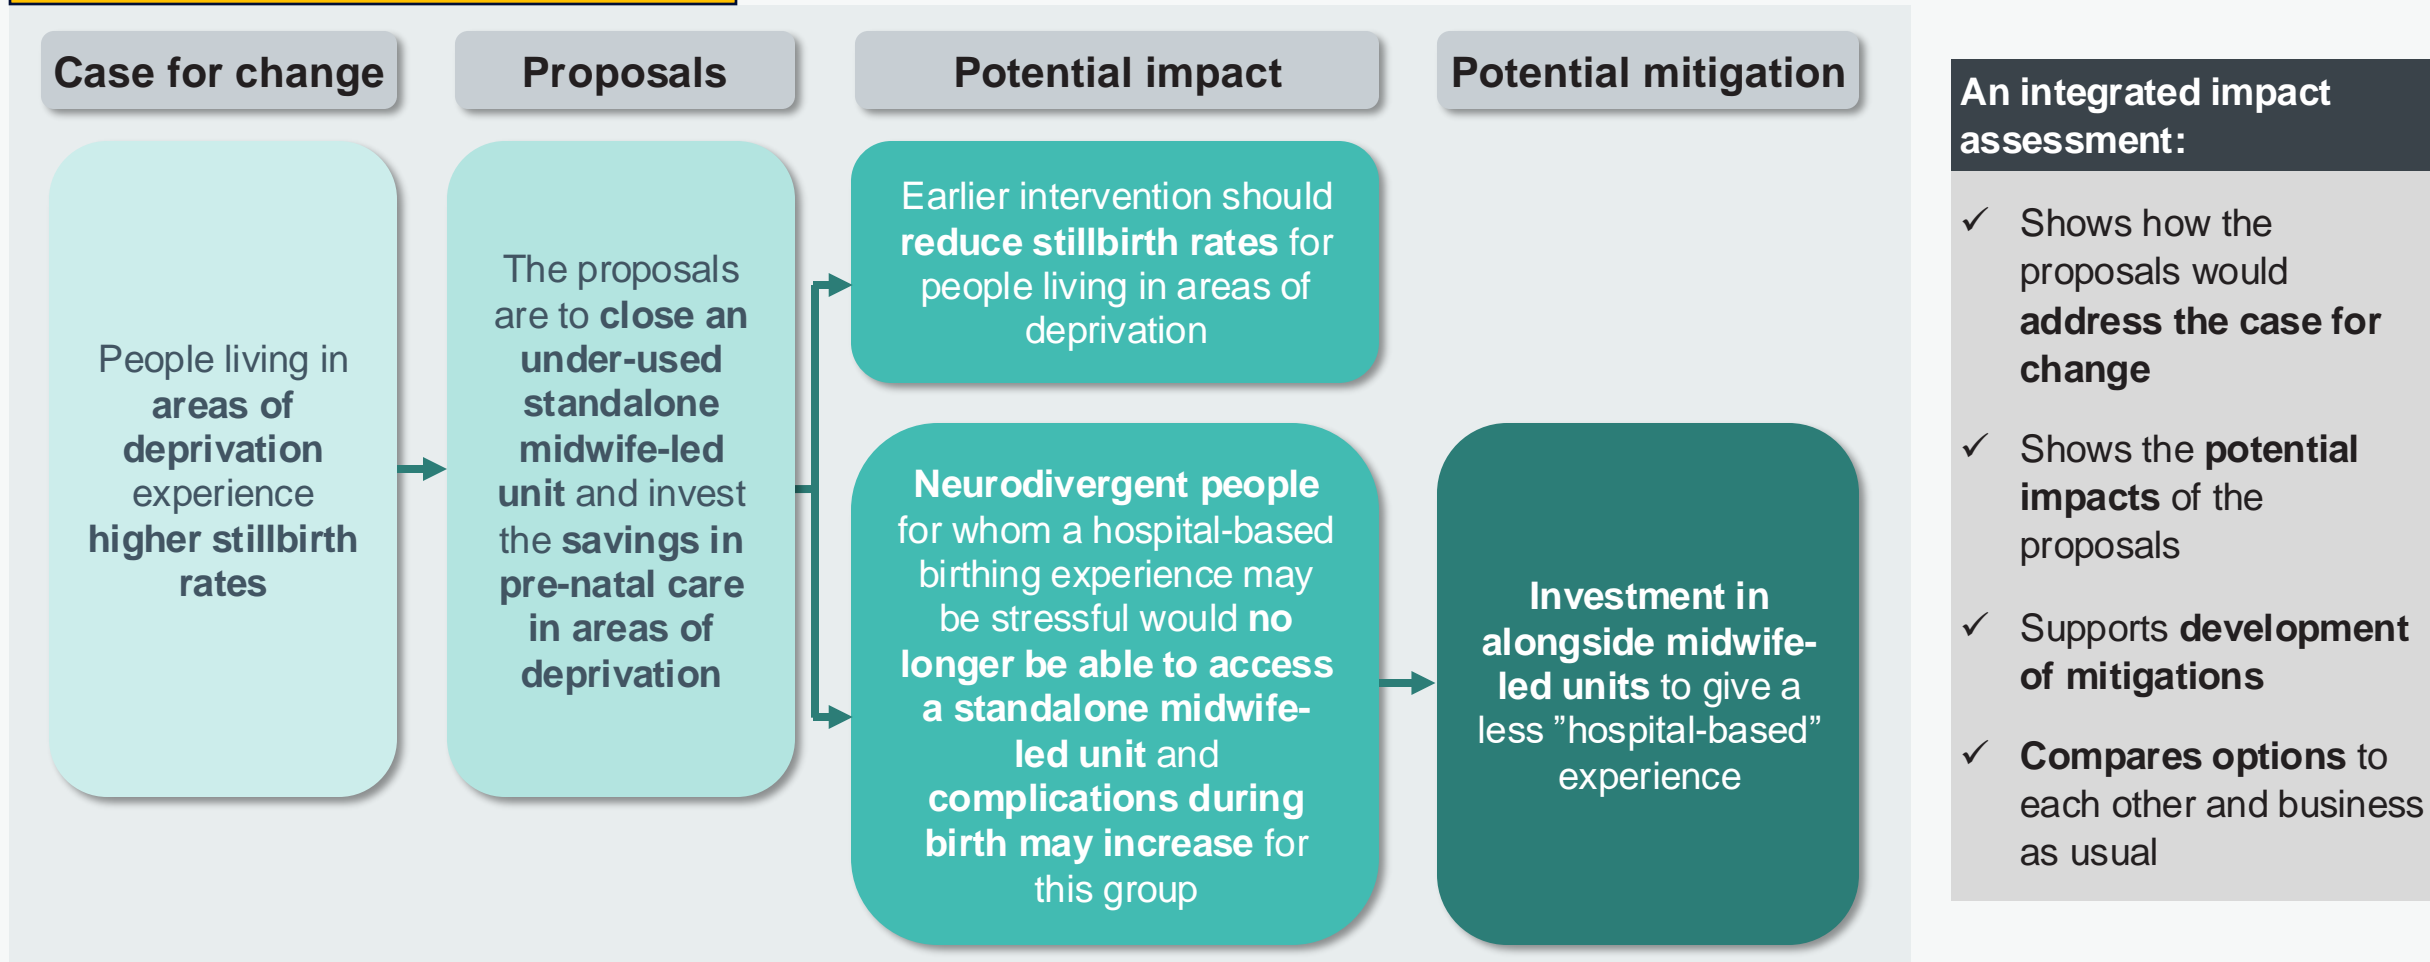 Case for change
Proposals
Potential impact
Potential mitigation
People living in
areas of
deprivation
experience
higher stillbirth
rates
The proposals
are to close an
under-used
standalone
midwife-led
unit and invest
the savings in
pre-natal care
in areas of
deprivation
Earlier intervention should
reduce stillbirth rates for
people living in areas of
deprivation
Neurodivergent people
for whom a hospital-based
birthing experience may
be stressful would no
longer be able to access
a standalone midwife-
led unit and
complications during
birth may increase for
this group
Investment in
alongside midwife-
led units to give a
less ”hospital-based”
experience
An integrated impact
assessment:
✓ Shows how the
proposals would
address the case for
change
✓ Shows the potential
impacts of the
proposals
✓ Supports development
of mitigations
✓ Compares options to
each other and business
as usual